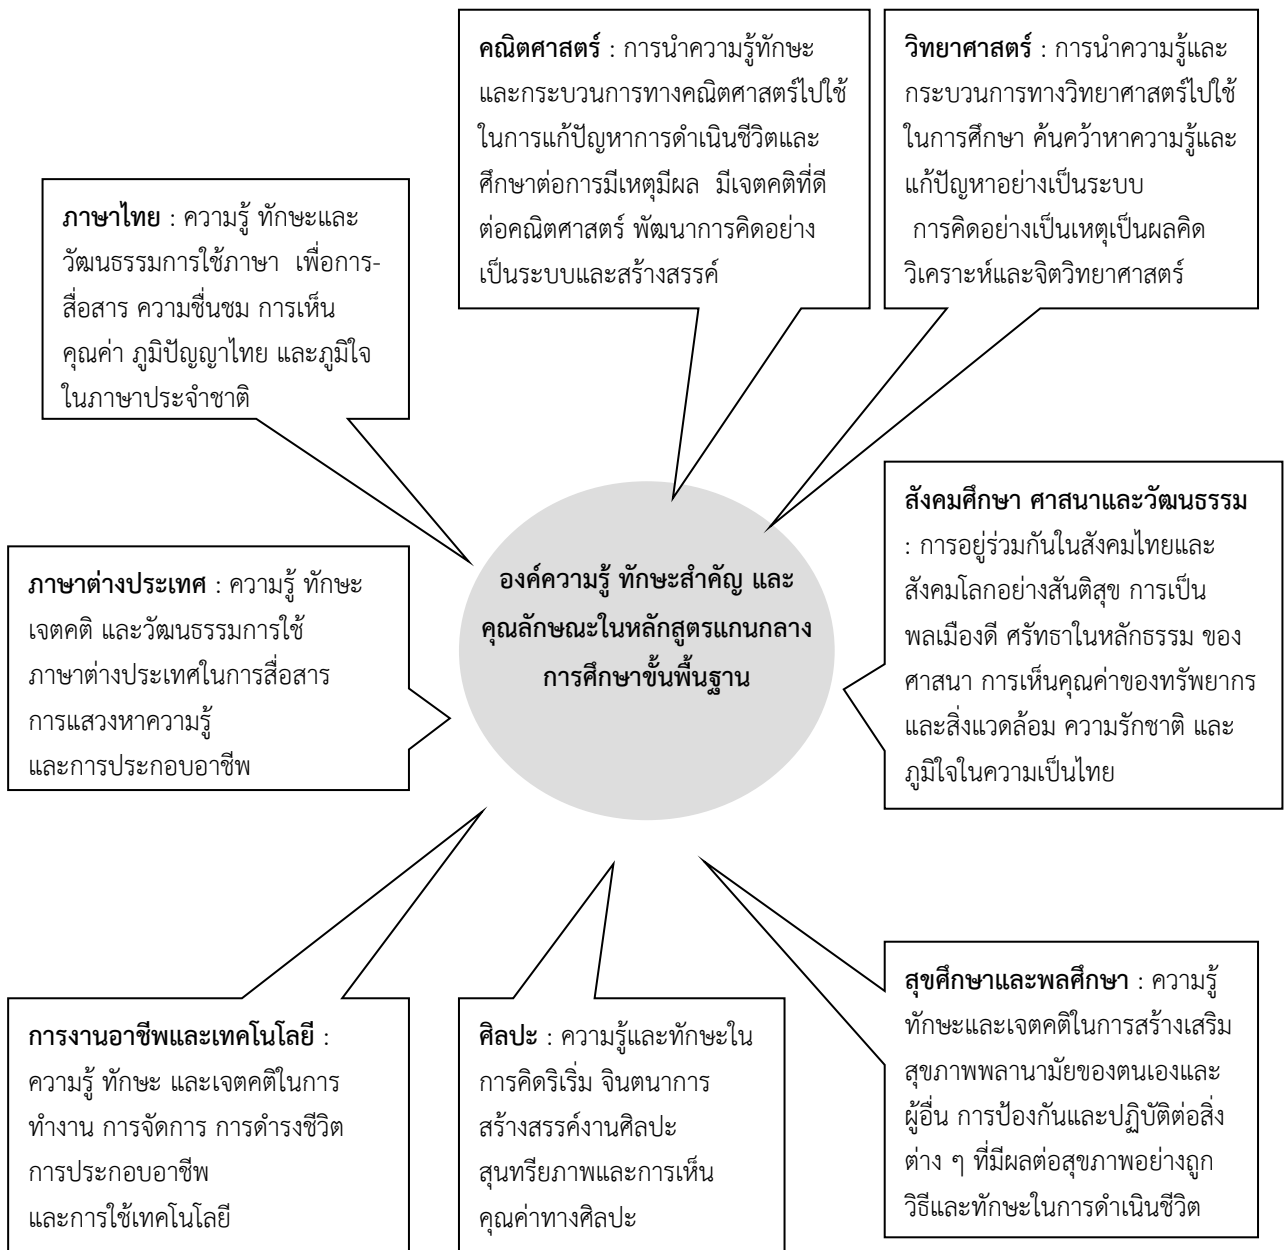 คณิตศาสตร์ : การนำความรู้ทักษะ
และกระบวนการทางคณิตศาสตร์ไปใช้
ในการแก้ปัญหาการดำเนินชีวิตและ
ศึกษาต่อการมีเหตุมีผล  มีเจตคติที่ดี
ต่อคณิตศาสตร์ พัฒนาการคิดอย่าง
เป็นระบบและสร้างสรรค์
วิทยาศาสตร์ : การนำความรู้และ
กระบวนการทางวิทยาศาสตร์ไปใช้
ในการศึกษา ค้นคว้าหาความรู้และ
แก้ปัญหาอย่างเป็นระบบ
การคิดอย่างเป็นเหตุเป็นผลคิด
วิเคราะห์และจิตวิทยาศาสตร์
ภาษาไทย : ความรู้ ทักษะและ
วัฒนธรรมการใช้ภาษา  เพื่อการ-
สื่อสาร ความชื่นชม การเห็น
คุณค่า ภูมิปัญญาไทย และภูมิใจ
ในภาษาประจำชาติ
สังคมศึกษา ศาสนาและวัฒนธรรม
: การอยู่ร่วมกันในสังคมไทยและ
สังคมโลกอย่างสันติสุข การเป็น
พลเมืองดี ศรัทธาในหลักธรรม ของ
ศาสนา การเห็นคุณค่าของทรัพยากร
และสิ่งแวดล้อม ความรักชาติ และ
ภูมิใจในความเป็นไทย
องค์ความรู้ ทักษะสำคัญ และ
คุณลักษณะในหลักสูตรแกนกลาง
การศึกษาขั้นพื้นฐาน
ภาษาต่างประเทศ : ความรู้ ทักษะ
เจตคติ และวัฒนธรรมการใช้
ภาษาต่างประเทศในการสื่อสาร
การแสวงหาความรู้
และการประกอบอาชีพ
การงานอาชีพและเทคโนโลยี :
ความรู้ ทักษะ และเจตคติในการ
ทำงาน การจัดการ การดำรงชีวิต
การประกอบอาชีพ
และการใช้เทคโนโลยี
ศิลปะ : ความรู้และทักษะใน
การคิดริเริ่ม จินตนาการ
สร้างสรรค์งานศิลปะ
สุนทรียภาพและการเห็น
คุณค่าทางศิลปะ
สุขศึกษาและพลศึกษา : ความรู้
ทักษะและเจตคติในการสร้างเสริม
สุขภาพพลานามัยของตนเองและ
ผู้อื่น การป้องกันและปฏิบัติต่อสิ่ง
ต่าง ๆ ที่มีผลต่อสุขภาพอย่างถูก
วิธีและทักษะในการดำเนินชีวิต